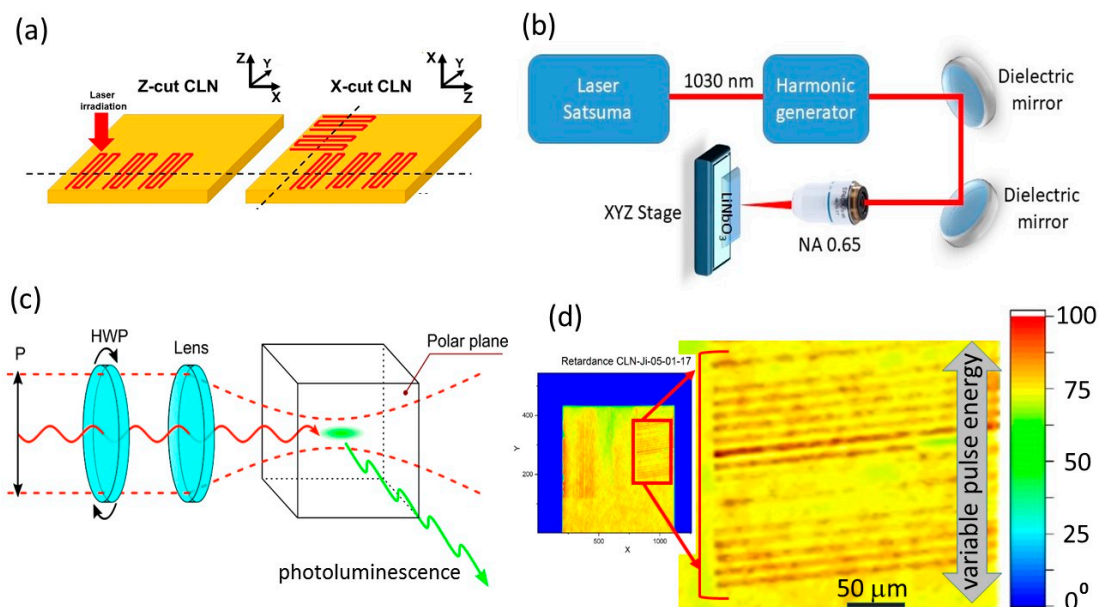 (a)
Z-cut CLN
Z
Y
X
Laser
irradiation
X-cut CLN
X
Y
Z
(b)
Laser
Satsuma
1030 nm
Harmonic
generator
Dielectric
mirror
XYZ Stage
LiNbO₃
NA 0.65
Dielectric
mirror
(c)
P
HWP
Lens
Polar plane
photoluminescence
(d)
Retardance CLN-Ji-05-01-17
400
200
Y
500
1000
X
variable pulse energy
50 μm
100
75
50
25
0°